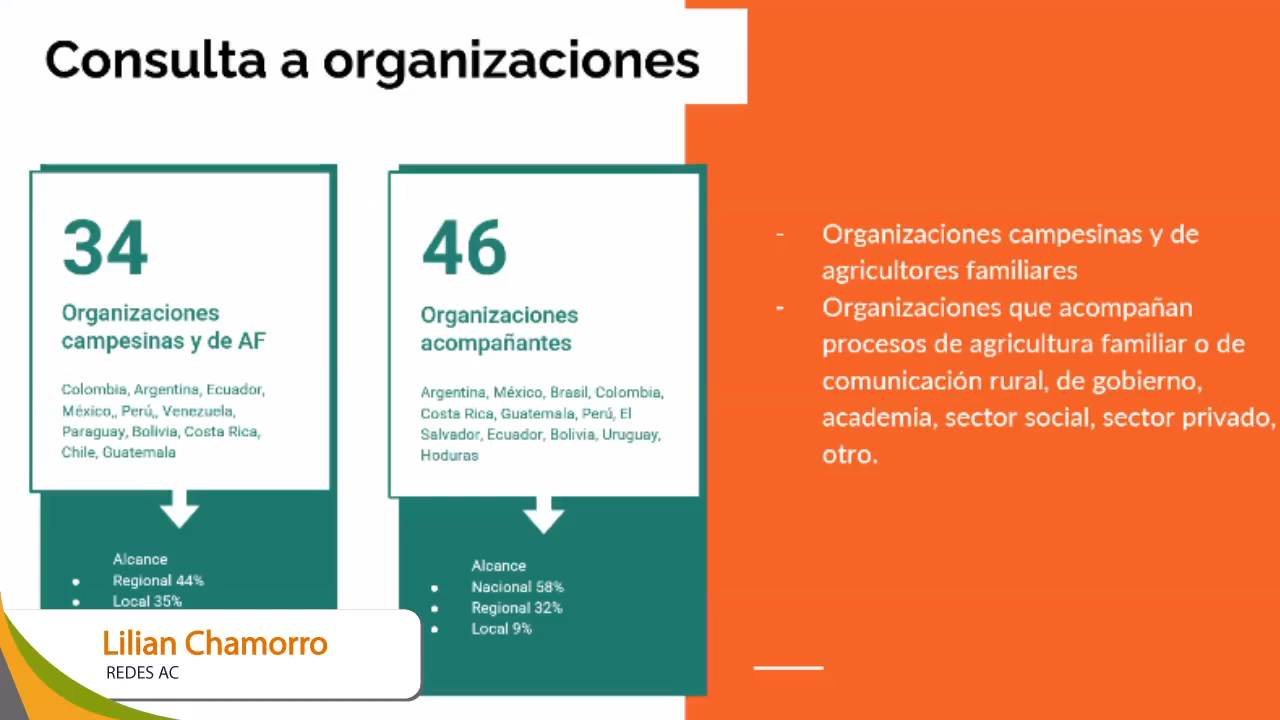 Consulta a organizaciones
34
Organizaciones
campesinas y de AF
Colombia, Argentina, Ecuador,
México,, Perú,, Venezuela,
Paraguay, Bolivia, Costa Rica,
Chile, Guatemala
Alcance
Regional 44%
Local 35%
46
Organizaciones
acompañantes
Argentina, México, Brasil, Colombia,
Costa Rica, Guatemala, Perú, El
Salvador, Ecuador, Bolivia, Uruguay,
Hoduras
Alcance
Nacional 58%
Regional 32%
Local 9%
- Organizaciones campesinas y de
agricultores familiares
- Organizaciones que acompañan
procesos de agricultura familiar o de
comunicación rural, de gobierno,
academia, sector social, sector privado,
otro.
Lilian Chamorro
REDES AC